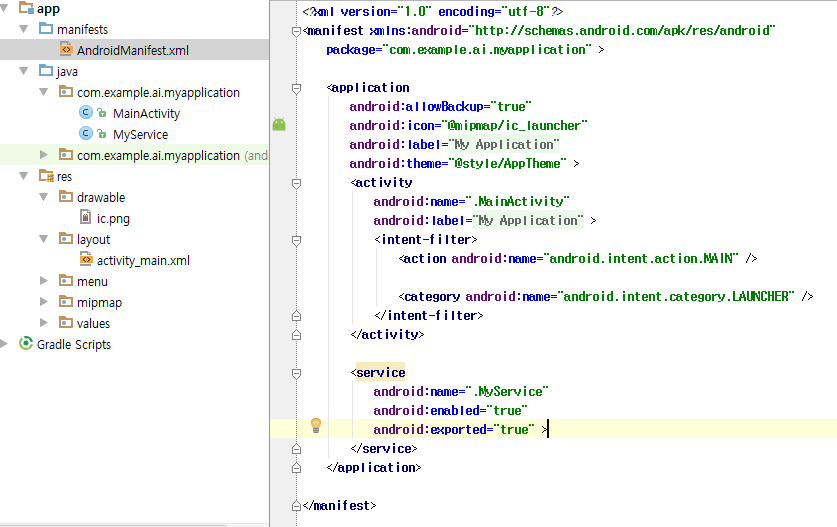 app
manifests
AndroidManifest.xml
java
com.example.ai.myapplication
MainActivity
MyService
com.example.ai.myapplication (and
res
drawable
ic.png
layout
activity_main.xml
menu
mipmap
values
Gradle Scripts
<?xml version="1.0" encoding="utf-8"?>
<manifest xmlns:android="http://schemas.android.com/apk/res/android"
package="com.example.ai.myapplication" >
<application
android:allowBackup="true"
android:icon="@mipmap/ic_launcher"
android:label="My Application"
android:theme="@style/AppTheme" >
<activity
android:name=".MainActivity"
android:label="My Application" >
<intent-filter>
<action android:name="android.intent.action.MAIN" />
<category android:name="android.intent.category.LAUNCHER" />
</intent-filter>
</activity>
<service
android:name=".MyService"
android:enabled="true"
android:exported="true" >
</service>
</application>
</manifest>